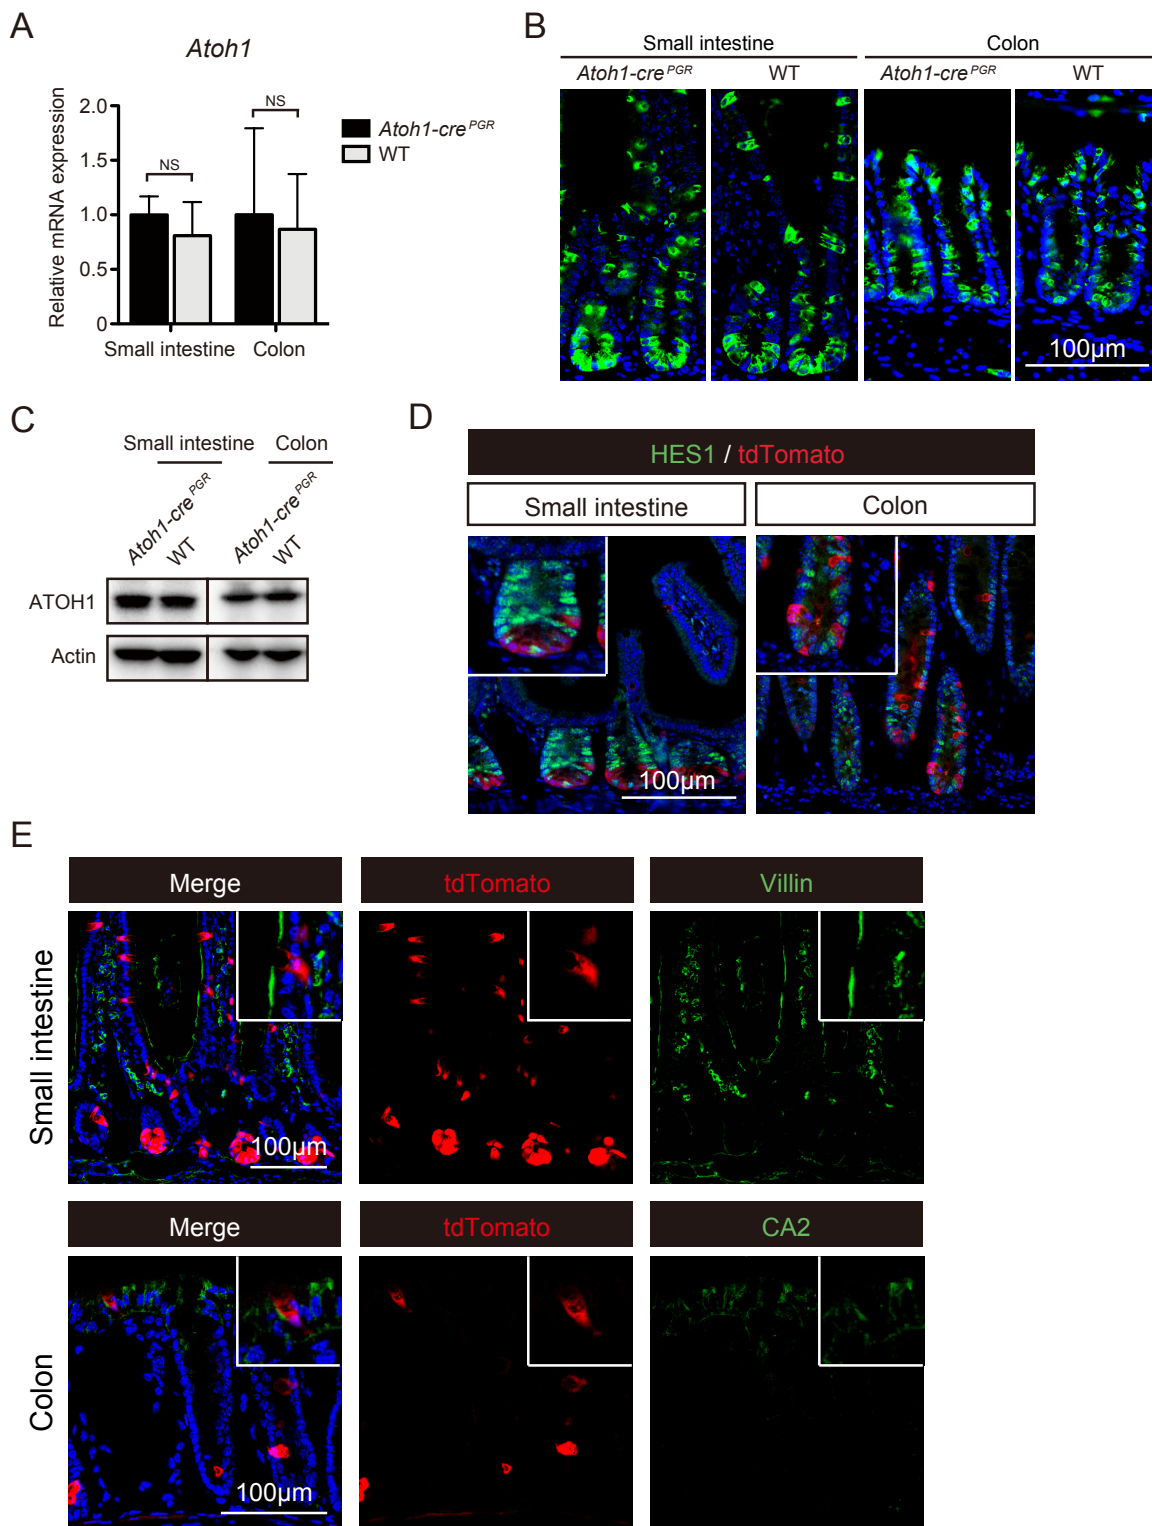 A
Atoh1
Relative mRNA expression
2.0
1.5
1.0
0.5
0
NS
NS
Small intestine
Colon
Atoh1-cre^PGR
WT
B
Small intestine
Colon
Atoh1-cre^PGR
WT
Atoh1-cre^PGR
WT
100μm
C
Small intestine
Colon
Atoh1-cre^PGR
WT
Atoh1-cre^PGR
WT
ATOH1
Actin
D
HES1 / tdTomato
Small intestine
Colon
100μm
E
Merge
tdTomato
Villin
Small intestine
100μm
Merge
tdTomato
CA2
Colon
100μm